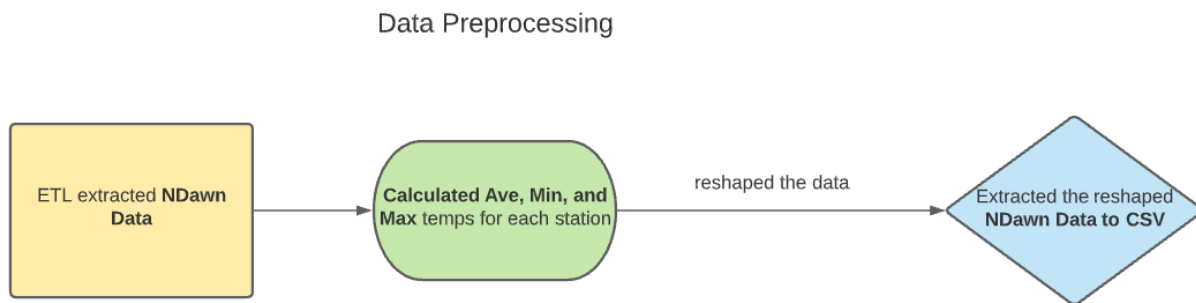 Data Preprocessing
ETL extracted NDawn
Data
Calculated Ave, Min, and
Max temps for each station
reshaped the data
Extracted the reshaped
NDawn Data to CSV